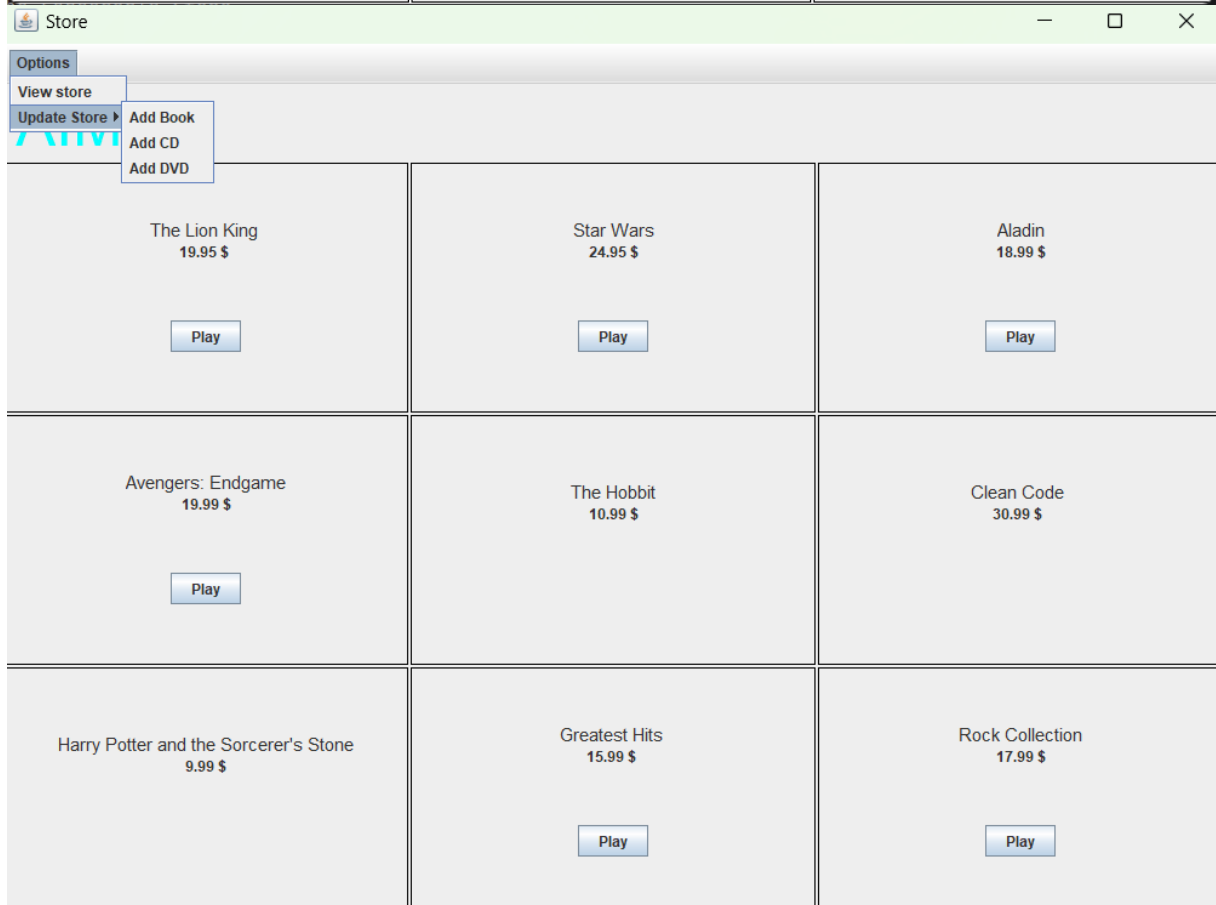 Store
Options
View store
Update Store
Add Book
Add CD
Add DVD
The Lion King
19.95 $
Play
Star Wars
24.95 $
Play
Aladin
18.99 $
Play
Avengers: Endgame
19.99 $
Play
The Hobbit
10.99 $
Clean Code
30.99 $
Harry Potter and the Sorcerer's Stone
9.99 $
Greatest Hits
15.99 $
Play
Rock Collection
17.99 $
Play